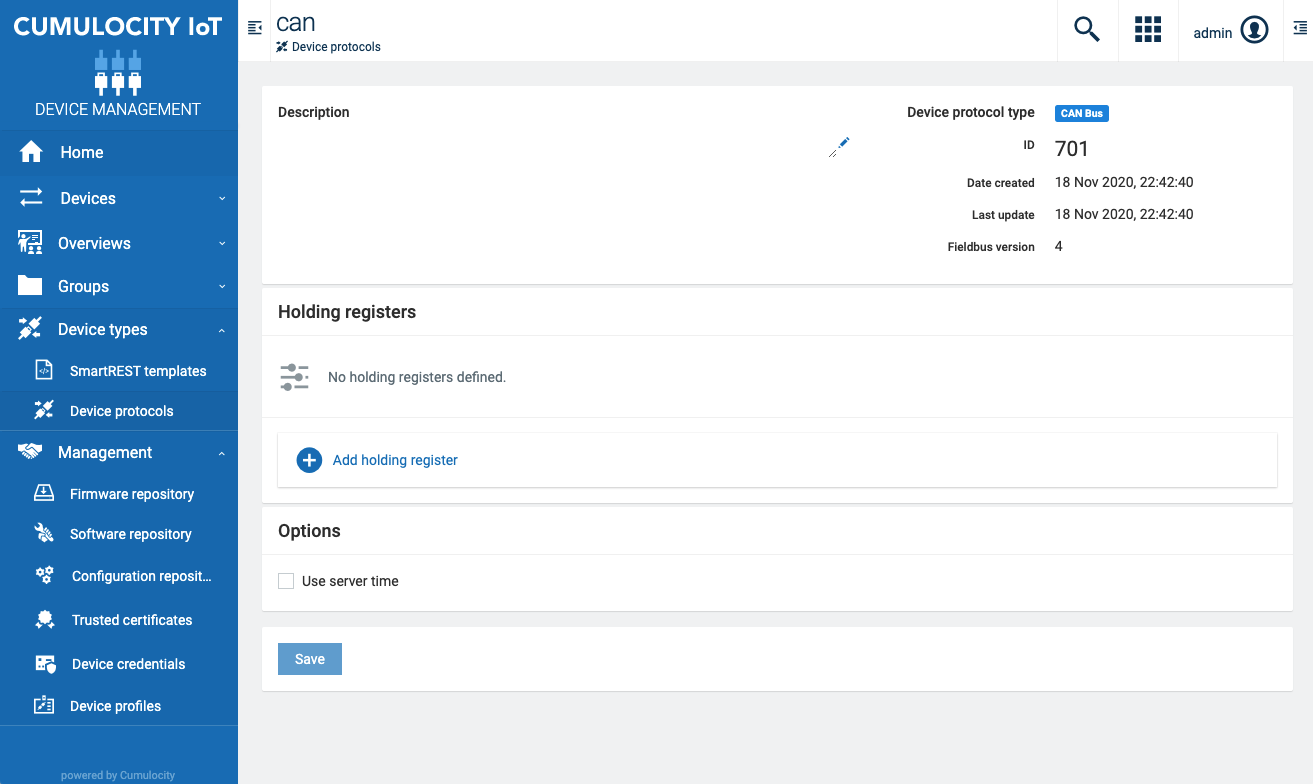 CUMULOCITY IoT
DEVICE MANAGEMENT
Home
Devices
Overviews
Groups
Device types
SmartREST templates
Device protocols
Management
Firmware repository
Software repository
Configuration reposit...
Trusted certificates
Device credentials
Device profiles
powered by Cumulocity
can
Device protocols
admin
Description
Device protocol type CAN Bus
ID 701
Date created 18 Nov 2020, 22:42:40
Last update 18 Nov 2020, 22:42:40
Fieldbus version 4
Holding registers
No holding registers defined.
Add holding register
Options
Use server time
Save